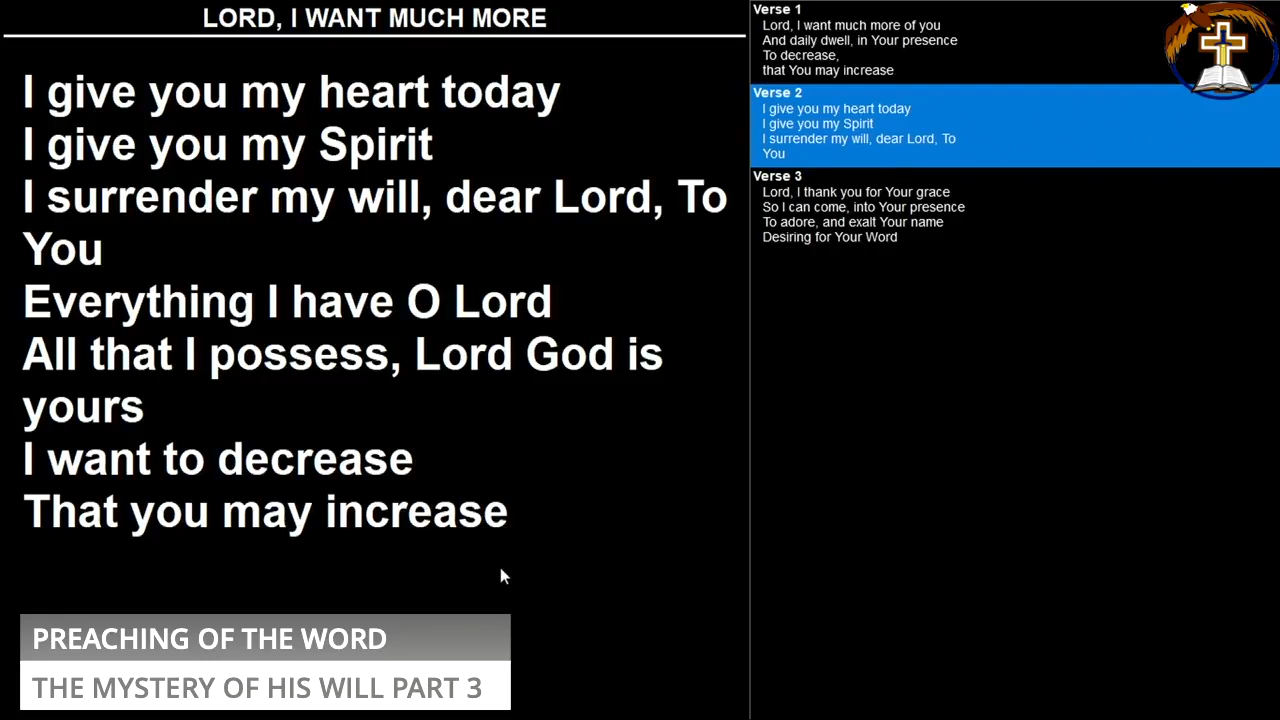 LORD, I WANT MUCH MORE
I give you my heart today
I give you my Spirit
I surrender my will, dear Lord, To
You
Everything I have O Lord
All that I possess, Lord God is
yours
I want to decrease
That you may increase
PREACHING OF THE WORD
THE MYSTERY OF HIS WILL PART 3
Verse 1
Lord, I want much more of you
And daily dwell, in Your presence
To decrease,
that You may increase
Verse 2
I give you my heart today
I give you my Spirit
I surrender my will, dear Lord, To
You
Verse 3
Lord, I thank you for Your grace
So I can come, into Your presence
To adore, and exalt Your name
Desiring for Your Word